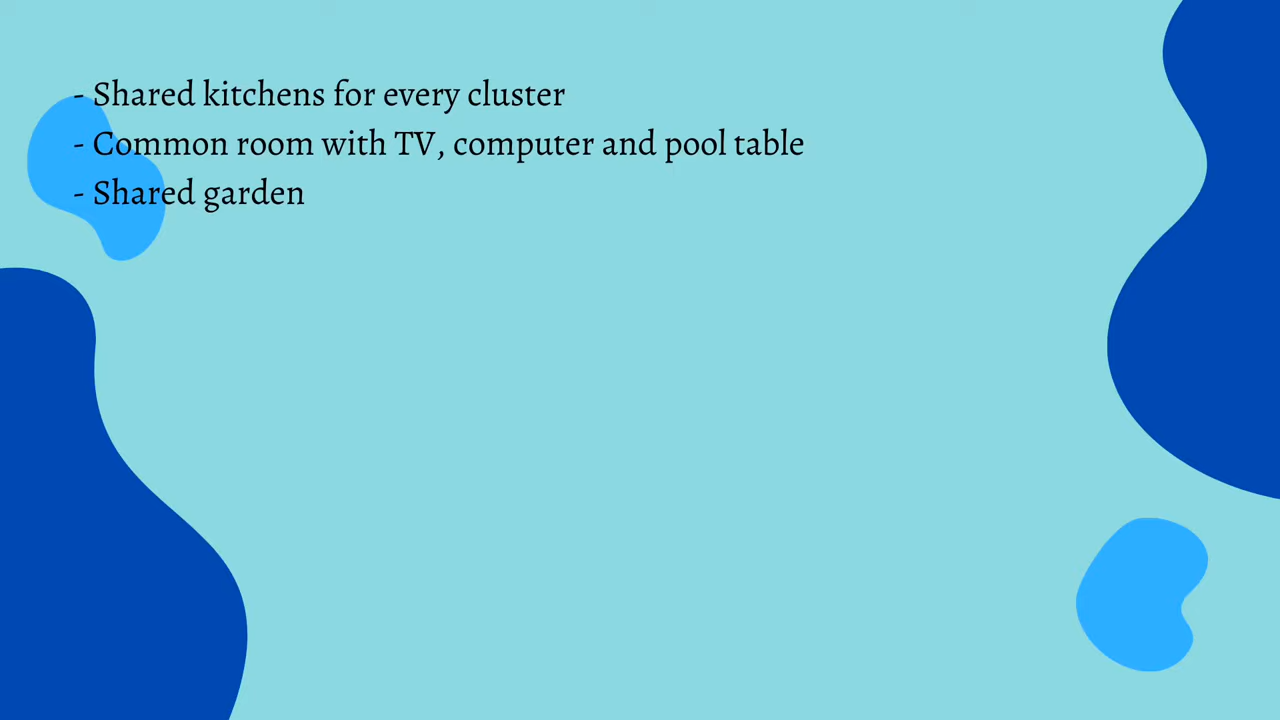 - Shared kitchens for every cluster
- Common room with TV, computer and pool table
- Shared garden